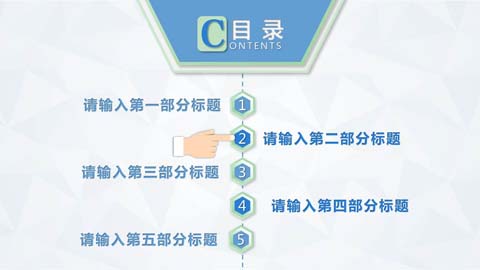 目录
CONTENTS
请输入第一部分标题 1
2 请输入第二部分标题
请输入第三部分标题 3
4 请输入第四部分标题
请输入第五部分标题 5